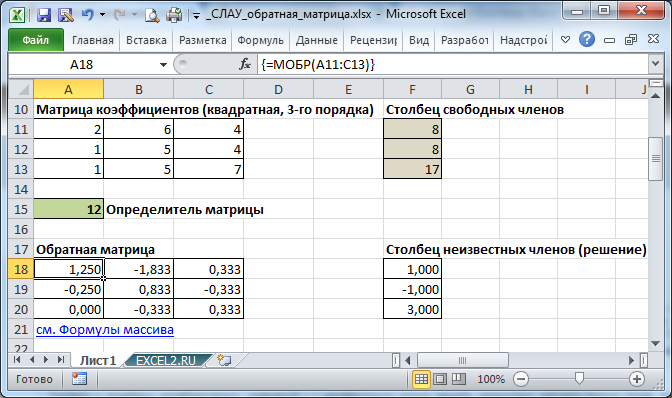 _СЛАУ_обратная_матрица.xlsx - Microsoft Excel
Файл Главная Вставка Разметка Формуль Данные Рецензир Вид Разработ Надстрой
A18 fx {=МОБР(A11:C13)}
A B C D E F G H I J
10 Матрица коэффициентов (квадратная, 3-го порядка) Столбец свободных членов
11 2 6 4 8
12 1 5 4 8
13 1 5 7 17
14
15 12 Определитель матрицы
16
17 Обратная матрица Столбец неизвестных членов (решение)
18 1,250 -1,833 0,333 1,000
19 -0,250 0,833 -0,333 -1,000
20 0,000 -0,333 0,333 3,000
21 см. Формулы массива
22
Лист1 EXCEL2.RU
Готово 100%